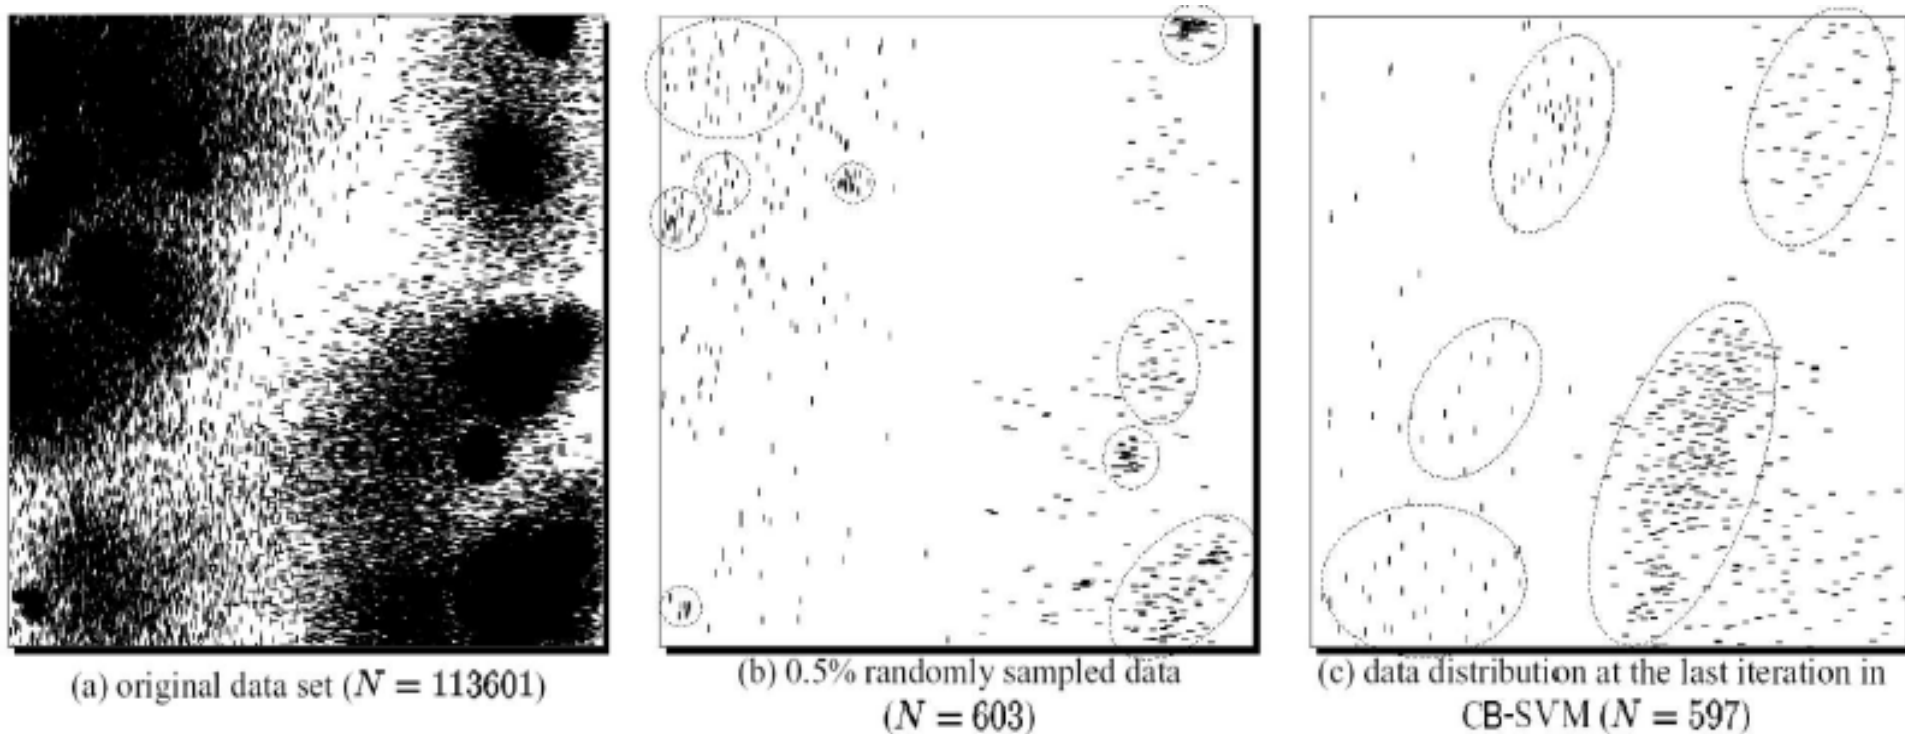 (a) original data set (N = 113601)
(b) 0.5% randomly sampled data
(N = 603)
(c) data distribution at the last iteration in
CB-SVM (N = 597)